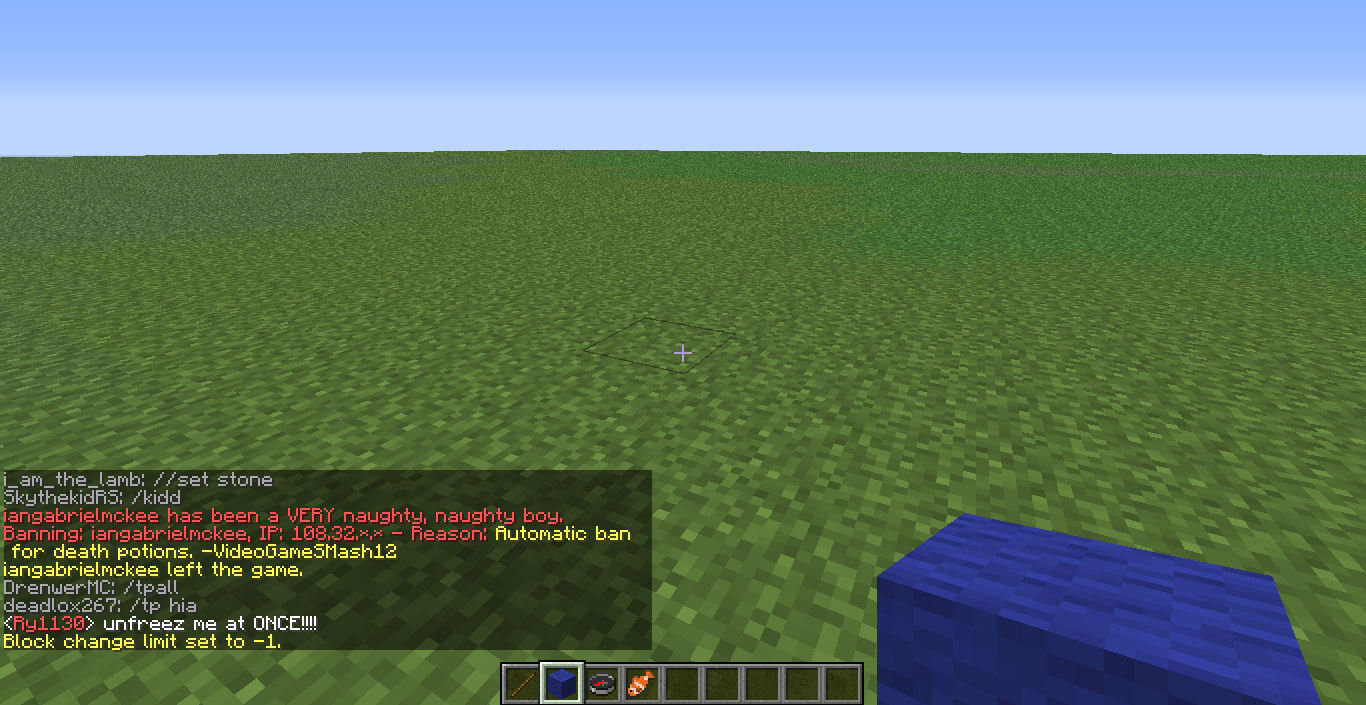 i_am_the_lamb: //set stone
SkythekidRS: /kidd
iangabrielmckee has been a VERY naughty, naughty boy.
Banning: iangabrielmckee, IP: 108.32.*.* - Reason: Automatic ban
for death potions. -VideoGameSmash12
iangabrielmckee left the game.
DrenwerMC: /tpall
deadlox267: /tp hia
<Ry1130> unfreez me at ONCE!!!!
Block change limit set to -1.